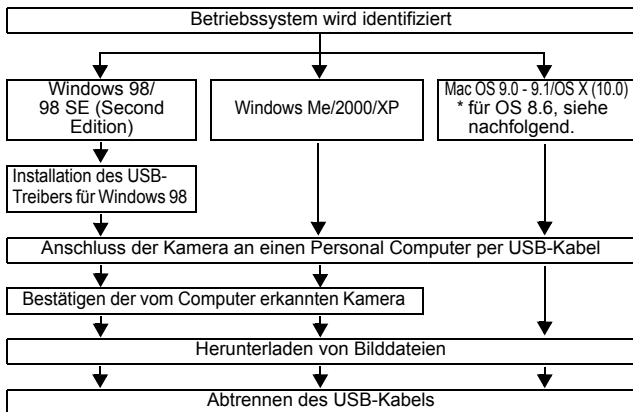 Betriebssystem wird identifiziert
Windows 98/
98 SE (Second
Edition)
Windows Me/2000/XP
Mac OS 9.0 - 9.1/OS X (10.0)
* für OS 8.6, siehe
nachfolgend.
Installation des USB-
Treibers für Windows 98
Anschluss der Kamera an einen Personal Computer per USB-Kabel
Bestätigen der vom Computer erkannten Kamera
Herunterladen von Bilddateien
Abtrennen des USB-Kabels